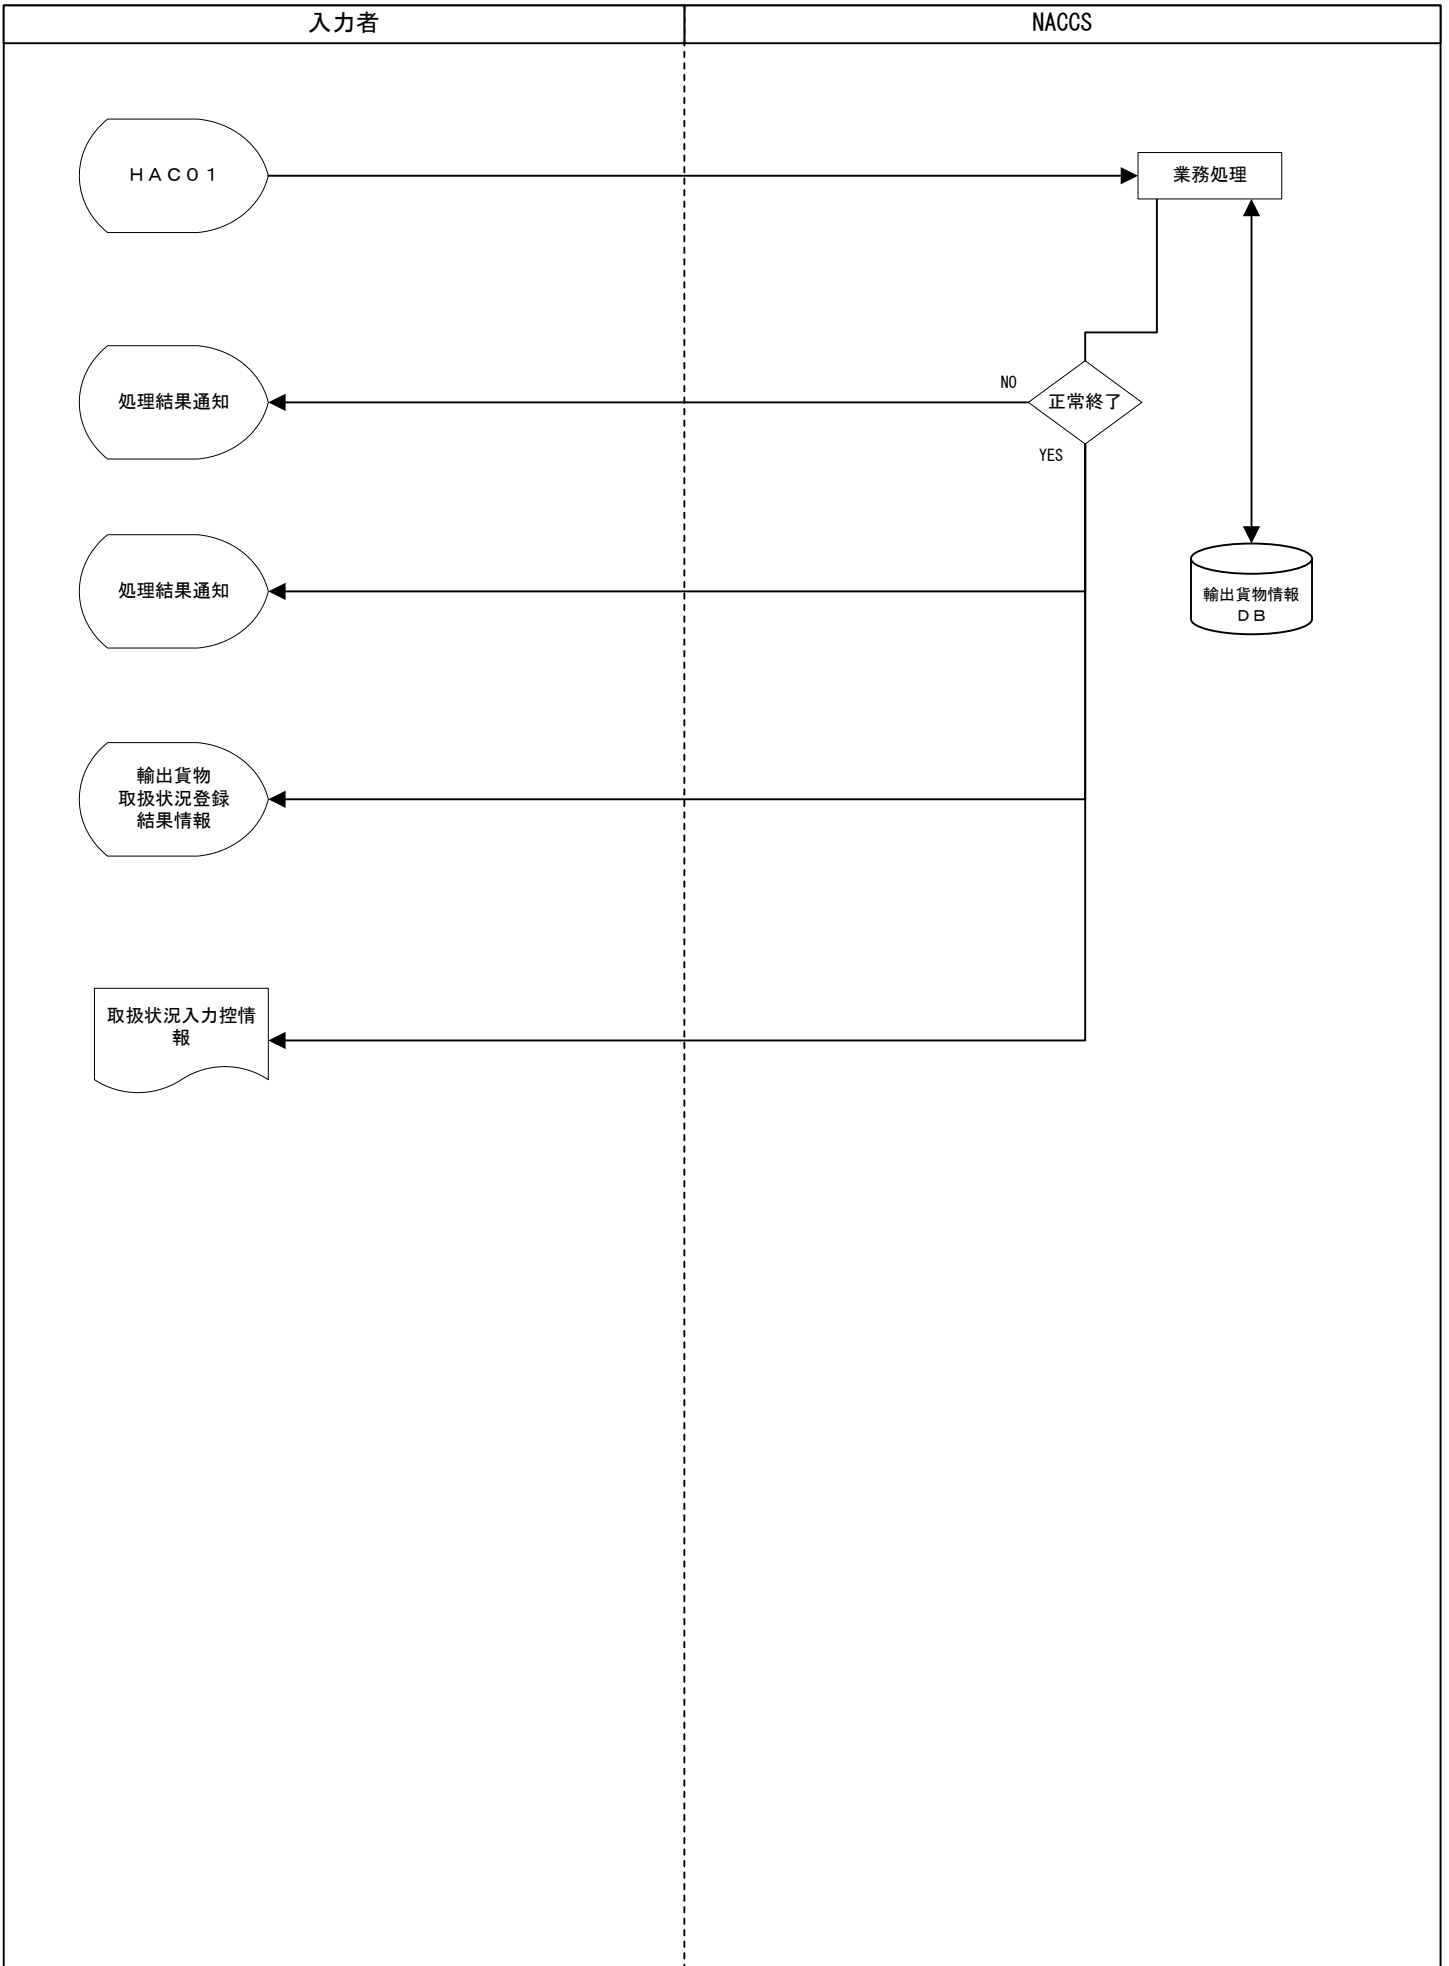 入力者
NACCS
ＨＡＣ０１
業務処理
処理結果通知
NO
正常終了
YES
処理結果通知
輸出貨物情報
ＤＢ
輸出貨物
取扱状況登録
結果情報
取扱状況入力控情
報